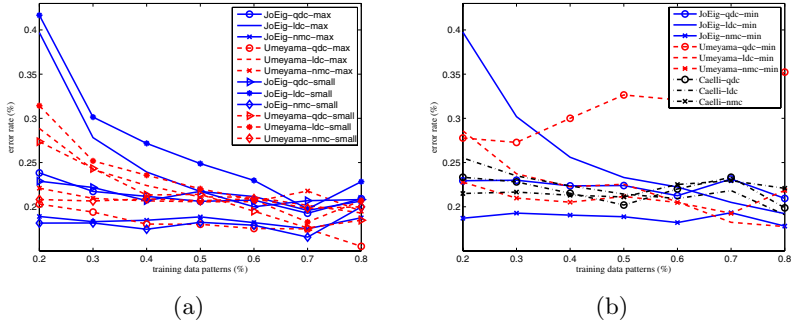 0.4
0.35
0.3
0.25
0.2
error rate (%)
0.2 0.3 0.4 0.5 0.6 0.7 0.8
training data patterns (%)
JoEig-qdc-max
JoEig-ldc-max
JoEig-nmc-max
Umeyama-qdc-max
Umeyama-ldc-max
Umeyama-nmc-max
JoEig-qdc-small
JoEig-ldc-small
JoEig-nmc-small
Umeyama-qdc-small
Umeyama-ldc-small
Umeyama-nmc-small
(a)
0.4
0.35
0.3
0.25
0.2
error rate (%)
0.2 0.3 0.4 0.5 0.6 0.7 0.8
training data patterns (%)
JoEig-qdc-min
JoEig-ldc-min
JoEig-nmc-min
Umeyama-qdc-min
Umeyama-ldc-min
Umeyama-nmc-min
Caelli-qdc
Caelli-ldc
Caelli-nmc
(b)